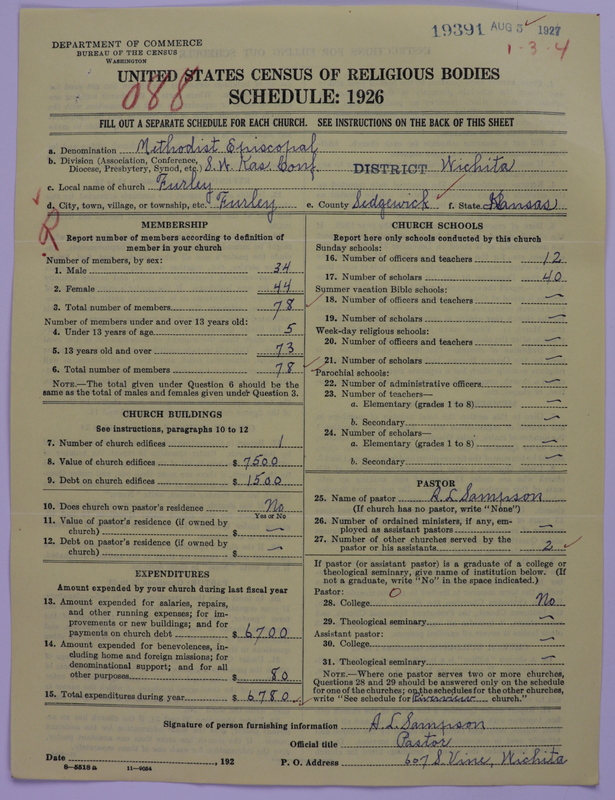 19391 AUG 5 1927
1-3-4
DEPARTMENT OF COMMERCE
BUREAU OF THE CENSUS
WASHINGTON
UNITED STATES CENSUS OF RELIGIOUS BODIES
088
SCHEDULE: 1926
FILL OUT A SEPARATE SCHEDULE FOR EACH CHURCH. SEE INSTRUCTIONS ON THE BACK OF THIS SHEET
a. Denomination Methodist Episcopal
b. Division (Association, Conference, Diocese, Presbytery, Synod, etc.) S.W. Kas. Conf. DISTRICT Wichita
c. Local name of church Furley
d. City, town, village, or township, etc. Furley e. County Sedgewick f. State Kansas
R
MEMBERSHIP
Report number of members according to definition of
member in your church
Number of members, by sex:
1. Male 34
2. Female 44
3. Total number of members 78
Number of members under and over 13 years old:
4. Under 13 years of age 5
5. 13 years old and over 73
6. Total number of members 78
NOTE.—The total given under Question 6 should be the
same as the total of males and females given under Question 3.
CHURCH BUILDINGS
See instructions, paragraphs 10 to 12
7. Number of church edifices 1
8. Value of church edifices $ 7500
9. Debt on church edifices $ 1500
10. Does church own pastor's residence No
Yes or No
11. Value of pastor's residence (if owned by
church) $ —
12. Debt on pastor's residence (if owned by
church) $ —
EXPENDITURES
Amount expended by your church during last fiscal year
13. Amount expended for salaries, repairs,
and other running expenses; for im-
provements or new buildings; and for
payments on church debt $ 6700
14. Amount expended for benevolences, in-
cluding home and foreign missions; for
denominational support; and for all
other purposes $ 80
15. Total expenditures during year $ 6780
CHURCH SCHOOLS
Report here only schools conducted by this church
Sunday schools:
16. Number of officers and teachers 12
17. Number of scholars 40
Summer vacation Bible schools:
18. Number of officers and teachers —
19. Number of scholars —
Week-day religious schools:
20. Number of officers and teachers —
21. Number of scholars —
Parochial schools:
22. Number of administrative officers —
23. Number of teachers—
a. Elementary (grades 1 to 8) —
b. Secondary —
24. Number of scholars—
a. Elementary (grades 1 to 8) —
b. Secondary —
PASTOR
25. Name of pastor A. L. Sampson
(If church has no pastor, write "None")
26. Number of ordained ministers, if any, em-
ployed as assistant pastors —
27. Number of other churches served by the
pastor or his assistants 2
If pastor (or assistant pastor) is a graduate of a college or
theological seminary, give name of institution below. (If
not a graduate, write "No" in the space indicated.)
Pastor: 0
28. College No
29. Theological seminary —
Assistant pastor:
30. College —
31. Theological seminary —
NOTE.—Where one pastor serves two or more churches,
Questions 28 and 29 should be answered only on the schedule
for one of the churches; on the schedules for the other churches,
write "See schedule for Riverview church."
Signature of person furnishing information A. L. Sampson
Official title Pastor
Date , 192 P. O. Address 607 S. Vine, Wichita
8—5518 a 11—9054